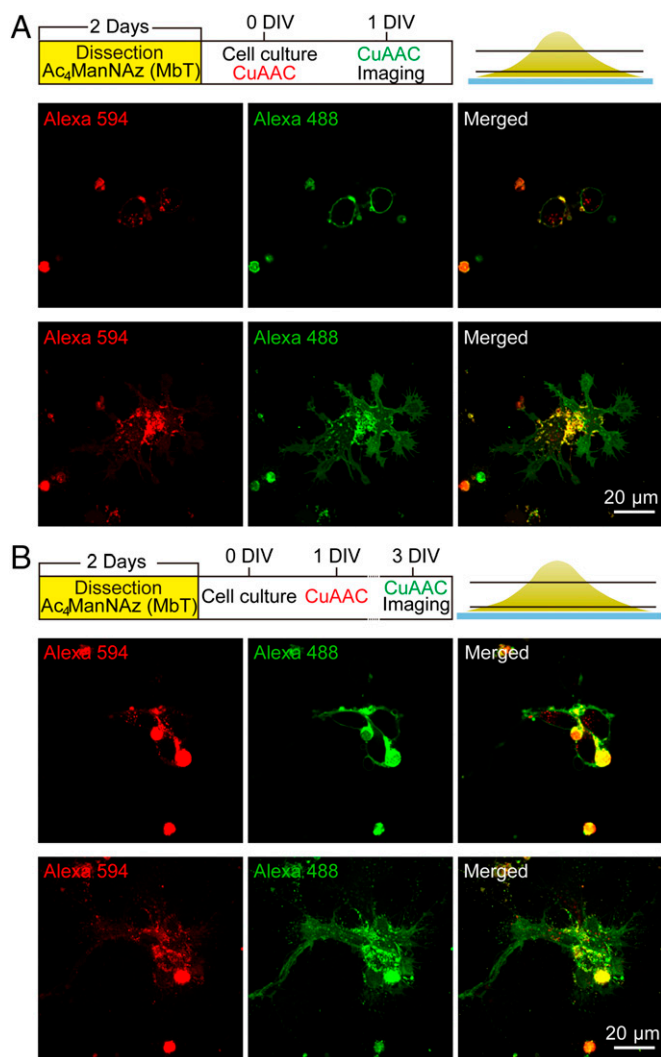 A
2 Days
0 DIV
1 DIV
Dissection
Ac₄ManNAz (MbT)
Cell culture
CuAAC
CuAAC
Imaging
Alexa 594
Alexa 488
Merged
Alexa 594
Alexa 488
Merged
20 µm
B
2 Days
0 DIV
1 DIV
3 DIV
Dissection
Ac₄ManNAz (MbT)
Cell culture
CuAAC
CuAAC
Imaging
Alexa 594
Alexa 488
Merged
Alexa 594
Alexa 488
Merged
20 µm